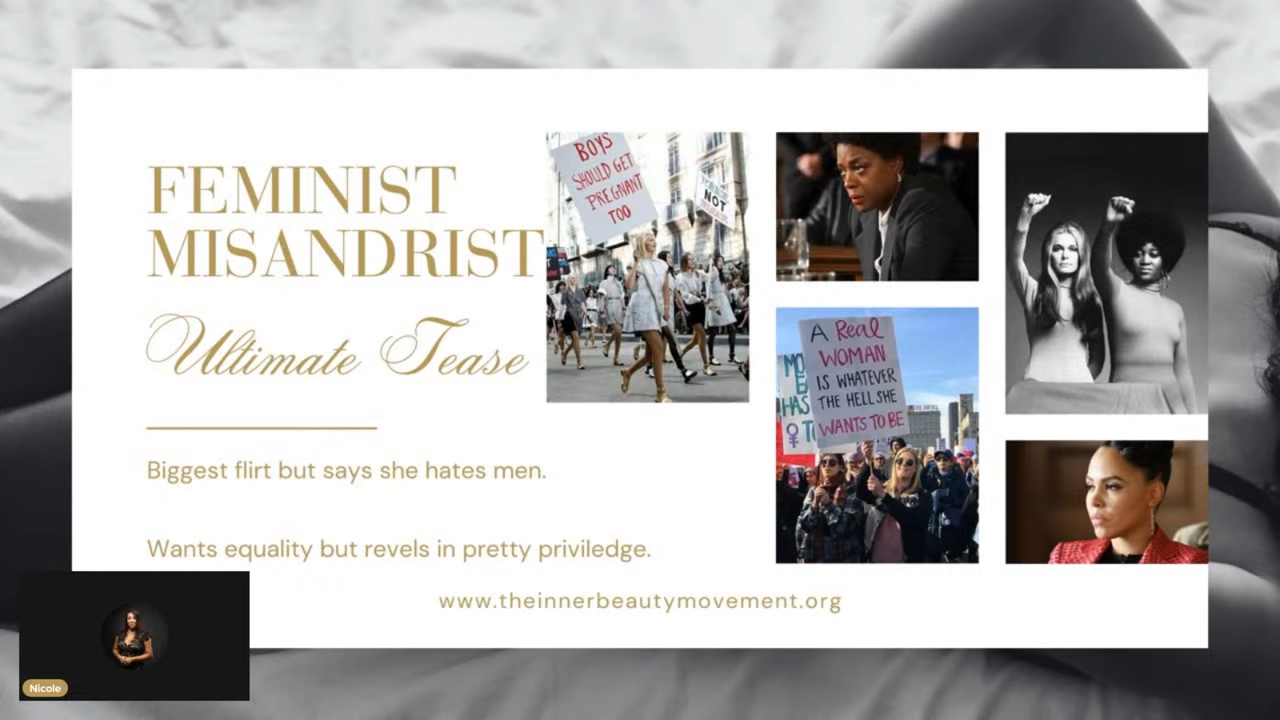 FEMINIST
MISANDRIST
Ultimate Tease
Biggest flirt but says she hates men.
Wants equality but revels in pretty priviledge.
www.theinnerbeautymovement.org
BOYS
SHOULD GET
PREGNANT
TOO
NOT
A Real
WOMAN
IS WHATEVER
THE HELL SHE
WANTS TO BE
HAS
Nicole